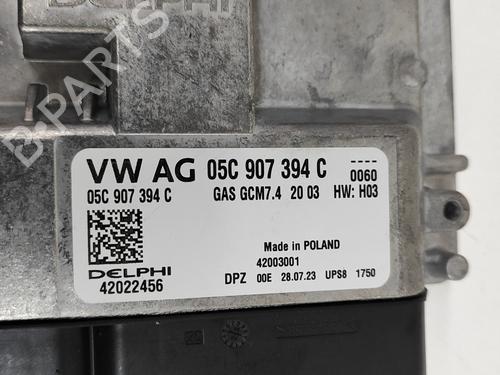 DELPHI
B-PARTS
VW AG 05C 907 394 C
0060
05C 907 394 C GAS GCM7.4 20 03 HW: H03
Made in POLAND
42003001
DELPHI
42022456
DPZ 00E 28.07.23 UPS8 1750